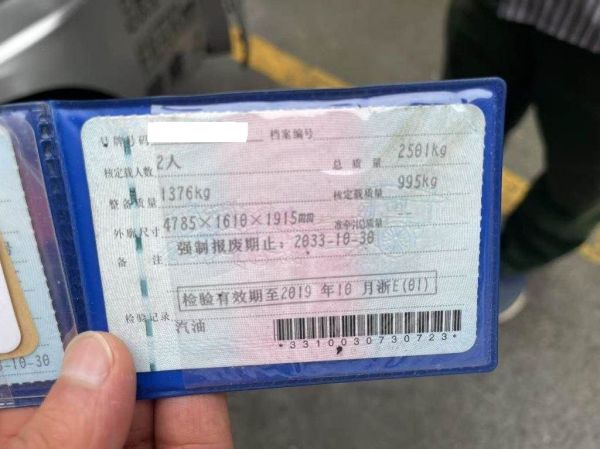 号牌号码 档案编号
核定载人数 2人 总质量 2501kg
整备质量 1376kg 核定载质量 995kg
外廓尺寸 4785×1610×1915mm 准牵引总质量 --
备注 强制报废期止：2033-10-30
检验有效期至2019年10月浙E(01)
检验记录
汽油
*3310030730723*
-10-30